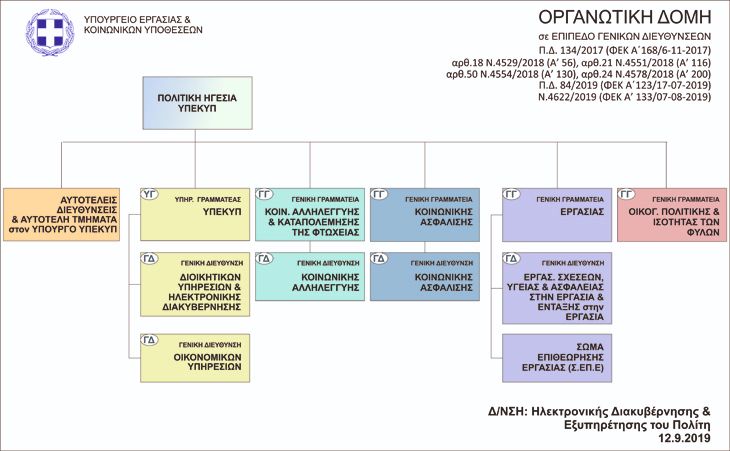 ΥΠΟΥΡΓΕΙΟ ΕΡΓΑΣΙΑΣ &
ΚΟΙΝΩΝΙΚΩΝ ΥΠΟΘΕΣΕΩΝ
ΟΡΓΑΝΩΤΙΚΗ ΔΟΜΗ
σε ΕΠΙΠΕΔΟ ΓΕΝΙΚΩΝ ΔΙΕΥΘΥΝΣΕΩΝ
Π.Δ. 134/2017 (ΦΕΚ Α΄168/6-11-2017)
αρθ.18 Ν.4529/2018 (Α’ 56), αρθ.21 Ν.4551/2018 (Α’ 116)
αρθ.50 Ν.4554/2018 (Α’ 130), αρθ.24 Ν.4578/2018 (Α’ 200)
Π.Δ. 84/2019 (ΦΕΚ Α΄123/17-07-2019)
Ν.4622/2019 (ΦΕΚ Α’ 133/07-08-2019)
ΠΟΛΙΤΙΚΗ ΗΓΕΣΙΑ
ΥΠΕΚΥΠ
ΑΥΤΟΤΕΛΕΙΣ
ΔΙΕΥΘΥΝΣΕΙΣ
& ΑΥΤΟΤΕΛΗ ΤΜΗΜΑΤΑ
στον ΥΠΟΥΡΓΟ ΥΠΕΚΥΠ
ΥΓ
ΥΠΗΡ. ΓΡΑΜΜΑΤΕΑΣ
ΥΠΕΚΥΠ
ΓΓ
ΓΕΝΙΚΗ ΓΡΑΜΜΑΤΕΙΑ
ΚΟΙΝ. ΑΛΛΗΛΕΓΓΥΗΣ
& ΚΑΤΑΠΟΛΕΜΗΣΗΣ
ΤΗΣ ΦΤΩΧΕΙΑΣ
ΓΓ
ΓΕΝΙΚΗ ΓΡΑΜΜΑΤΕΙΑ
ΚΟΙΝΩΝΙΚΗΣ
ΑΣΦΑΛΙΣΗΣ
ΓΓ
ΓΕΝΙΚΗ ΓΡΑΜΜΑΤΕΙΑ
ΕΡΓΑΣΙΑΣ
ΓΓ
ΓΕΝΙΚΗ ΓΡΑΜΜΑΤΕΙΑ
ΟΙΚΟΓ. ΠΟΛΙΤΙΚΗΣ &
ΙΣΟΤΗΤΑΣ ΤΩΝ
ΦΥΛΩΝ
ΓΔ
ΓΕΝΙΚΗ ΔΙΕΥΘΥΝΣΗ
ΔΙΟΙΚΗΤΙΚΩΝ
ΥΠΗΡΕΣΙΩΝ &
ΗΛΕΚΤΡΟΝΙΚΗΣ
ΔΙΑΚΥΒΕΡΝΗΣΗΣ
ΓΔ
ΓΕΝΙΚΗ ΔΙΕΥΘΥΝΣΗ
ΚΟΙΝΩΝΙΚΗΣ
ΑΛΛΗΛΕΓΓΥΗΣ
ΓΔ
ΓΕΝΙΚΗ ΔΙΕΥΘΥΝΣΗ
ΚΟΙΝΩΝΙΚΗΣ
ΑΣΦΑΛΙΣΗΣ
ΓΔ
ΓΕΝΙΚΗ ΔΙΕΥΘΥΝΣΗ
ΕΡΓΑΣ. ΣΧΕΣΕΩΝ,
ΥΓΕΙΑΣ & ΑΣΦΑΛΕΙΑΣ
ΣΤΗΝ ΕΡΓΑΣΙΑ &
ΕΝΤΑΞΗΣ στην
ΕΡΓΑΣΙΑ
ΓΔ
ΓΕΝΙΚΗ ΔΙΕΥΘΥΝΣΗ
ΟΙΚΟΝΟΜΙΚΩΝ
ΥΠΗΡΕΣΙΩΝ
ΣΩΜΑ
ΕΠΙΘΕΩΡΗΣΗΣ
ΕΡΓΑΣΙΑΣ (Σ.ΕΠ.Ε)
Δ/ΝΣΗ: Ηλεκτρονικής Διακυβέρνησης &
Εξυπηρέτησης του Πολίτη
12.9.2019